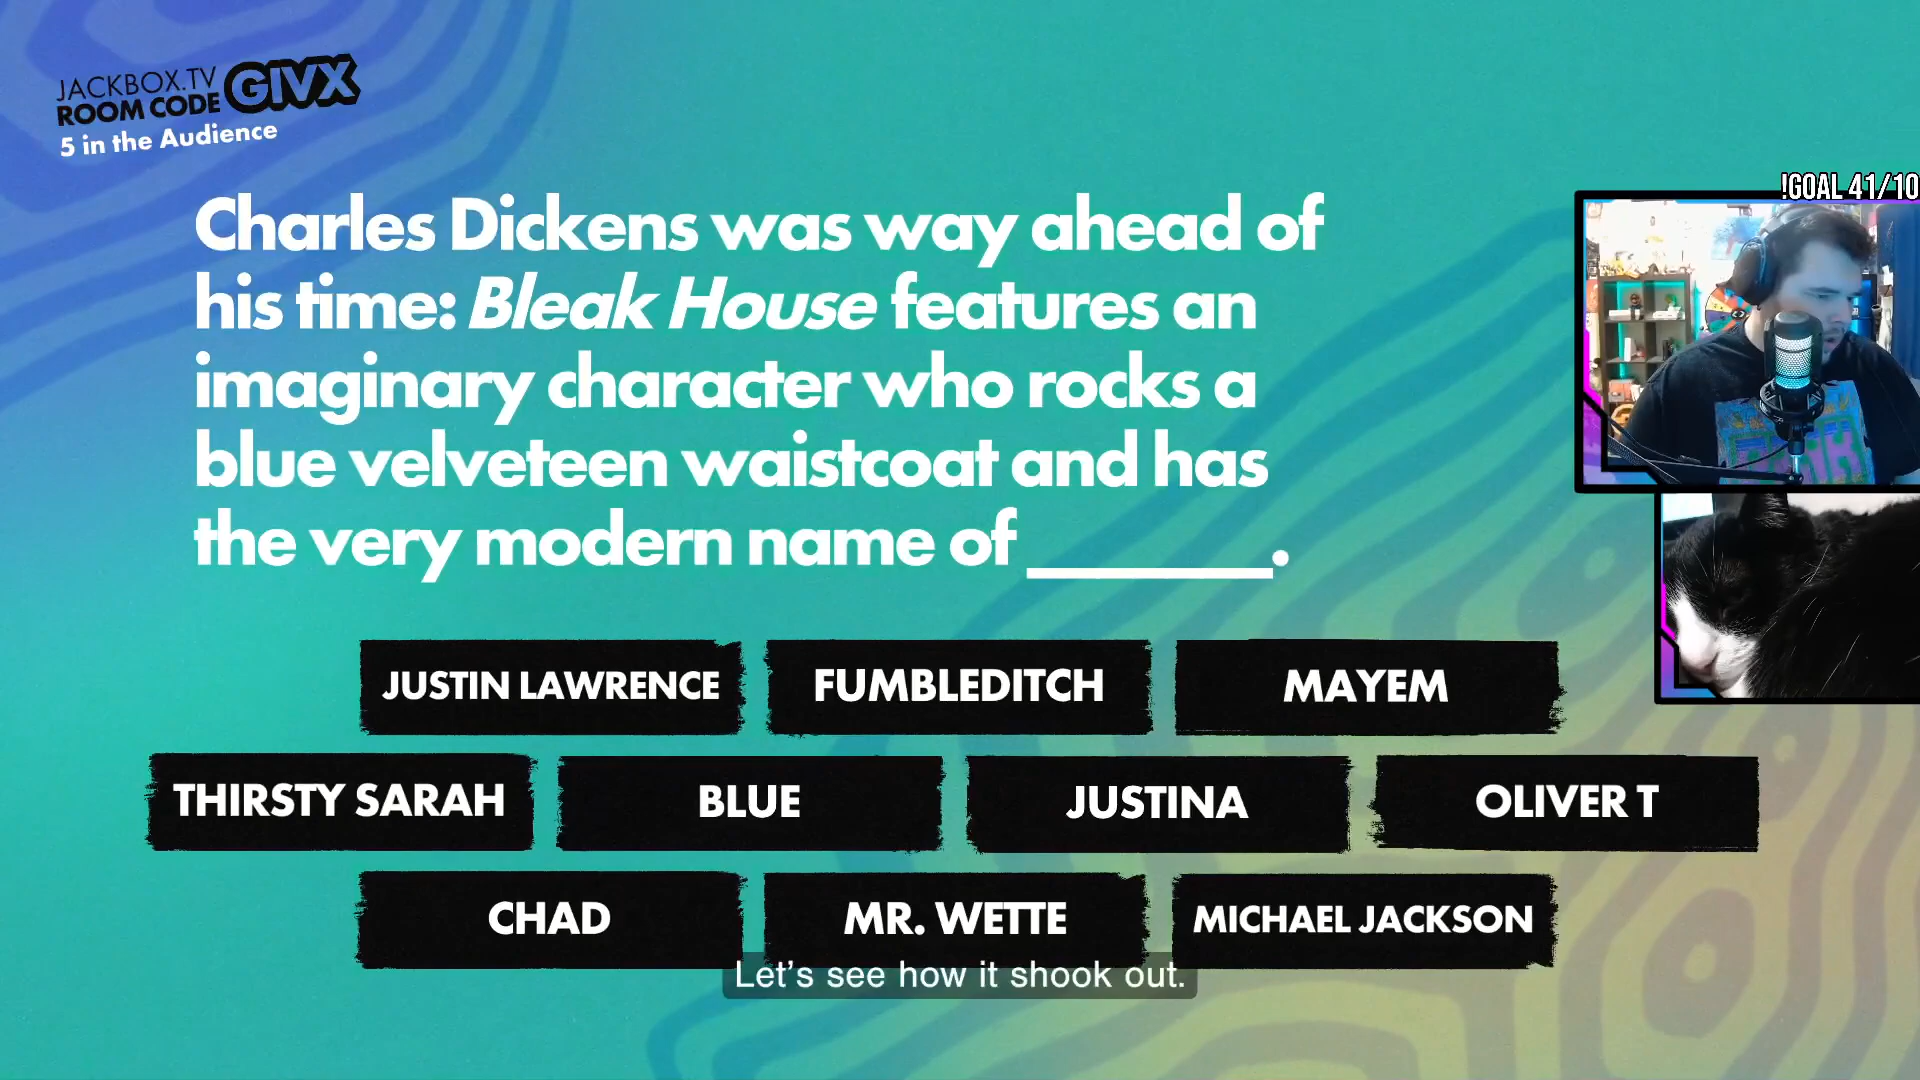 JACKBOX.TV
ROOM CODE GIVX
5 in the Audience
!GOAL 41/10
Charles Dickens was way ahead of
his time: Bleak House features an
imaginary character who rocks a
blue velveteen waistcoat and has
the very modern name of ________.
JUSTIN LAWRENCE
FUMBLEDITCH
MAYEM
THIRSTY SARAH
BLUE
JUSTINA
OLIVER T
CHAD
MR. WETTE
MICHAEL JACKSON
Let's see how it shook out.